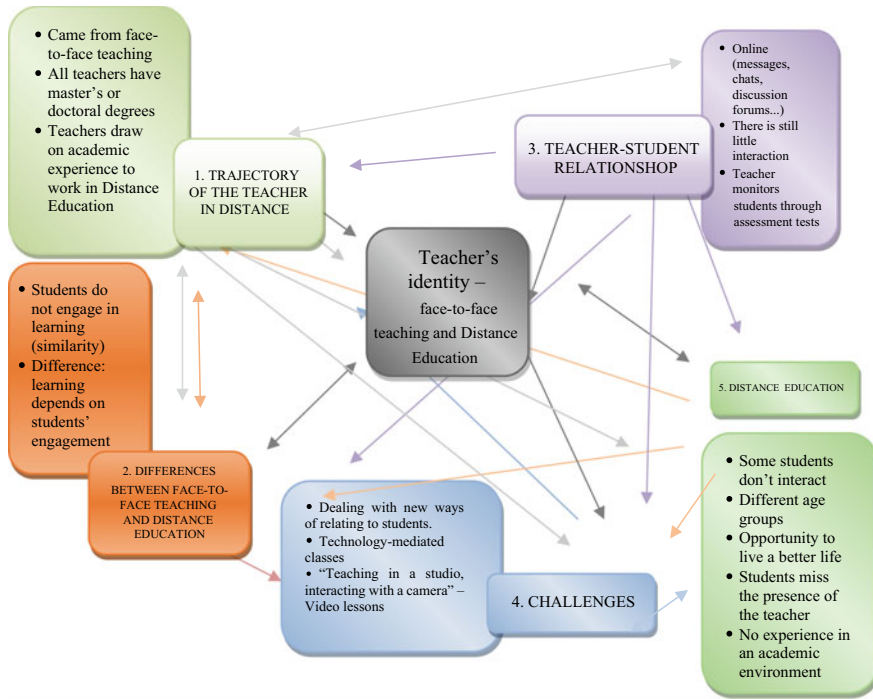 • Came from face-
to-face teaching
• All teachers have
master's or
doctoral degrees
• Teachers draw
on academic
experience to
work in Distance
Education
1. TRAJECTORY
OF THE TEACHER
IN DISTANCE
• Online
(messages,
chats,
discussion
forums...)
• There is still
little
interaction
• Teacher
monitors
students through
assessment tests
3. TEACHER-STUDENT
RELATIONSHOP
Teacher's
identity –
face-to-face
teaching and Distance
Education
• Students do
not engage in
learning
(similarity)
• Difference:
learning
depends on
students'
engagement
2. DIFFERENCES
BETWEEN FACE-TO-
FACE TEACHING
AND DISTANCE
EDUCATION
• Dealing with new ways
of relating to students.
• Technology-mediated
classes
• “Teaching in a studio,
interacting with a camera” –
Video lessons
4. CHALLENGES
5. DISTANCE EDUCATION
• Some students
don't interact
• Different age
groups
• Opportunity to
live a better life
• Students miss
the presence of
the teacher
• No experience in
an academic
environment